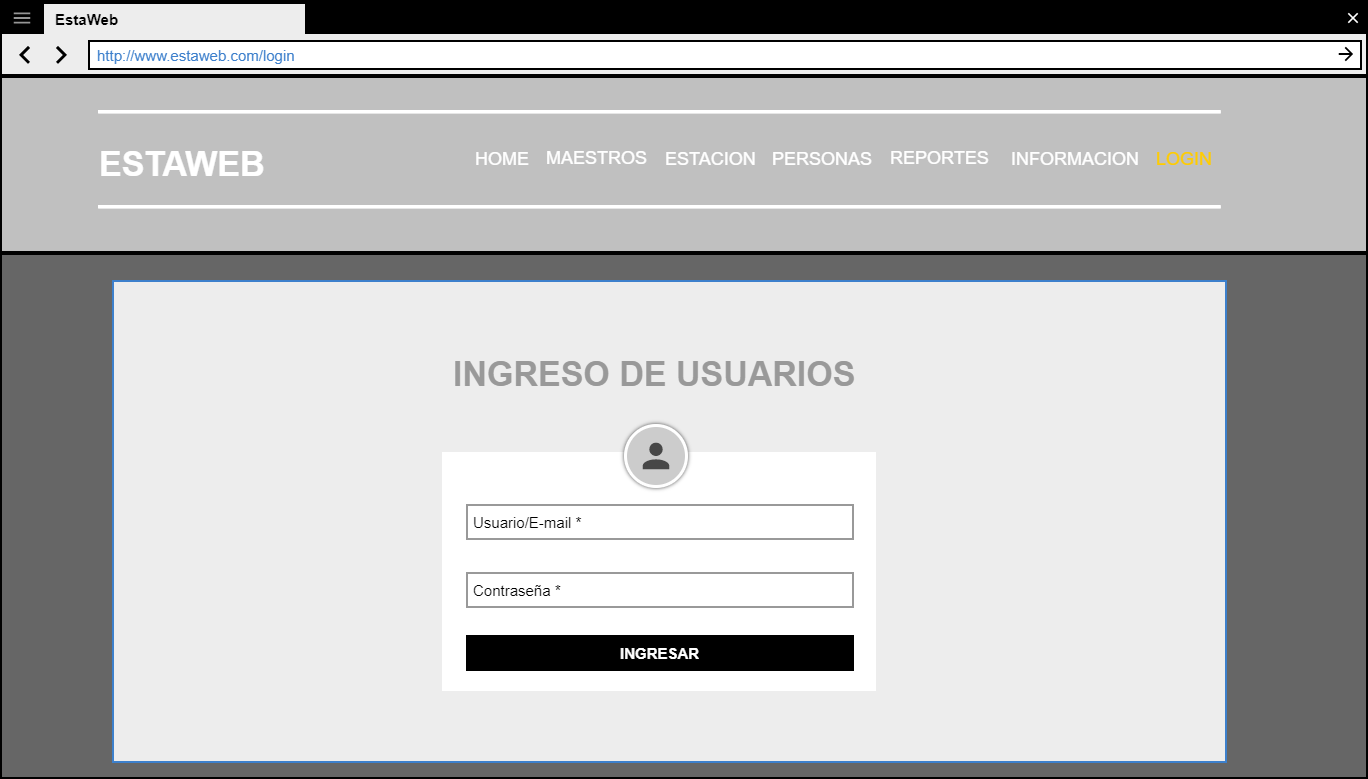 EstaWeb
http://www.estaweb.com/login
ESTAWEB
HOME MAESTROS ESTACION PERSONAS REPORTES INFORMACION LOGIN
INGRESO DE USUARIOS
Usuario/E-mail *
Contraseña *
INGRESAR